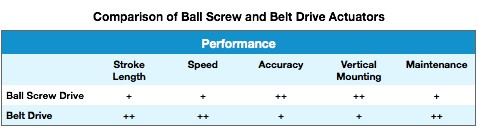 Comparison of Ball Screw and Belt Drive Actuators
Performance
Stroke Length Speed Accuracy Vertical Mounting Maintenance
Ball Screw Drive + + ++ ++ +
Belt Drive ++ ++ + + ++